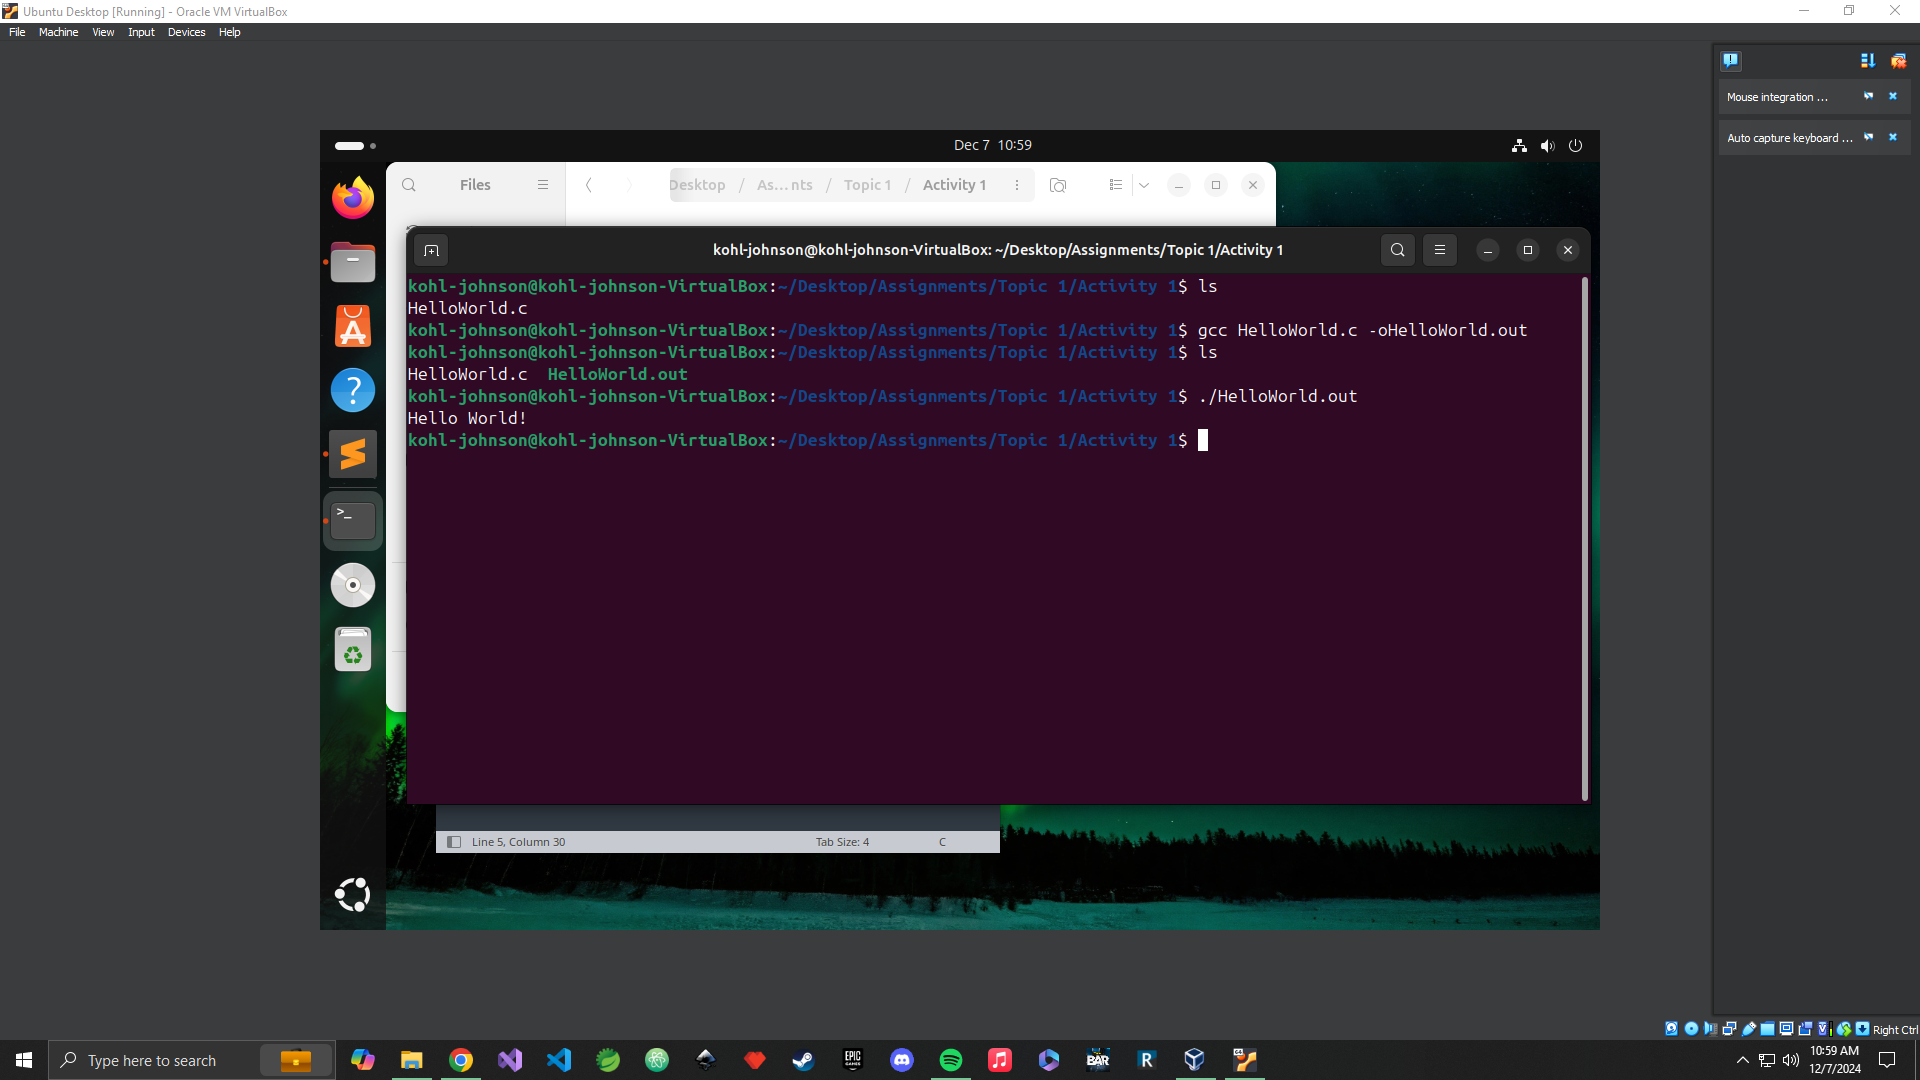 Ubuntu Desktop [Running] - Oracle VM VirtualBox
File Machine View Input Devices Help
Mouse integration ...
Auto capture keyboard ...
Dec 7 10:59
Files
Desktop / As...nts / Topic 1 / Activity 1
kohl-johnson@kohl-johnson-VirtualBox: ~/Desktop/Assignments/Topic 1/Activity 1
kohl-johnson@kohl-johnson-VirtualBox:~/Desktop/Assignments/Topic 1/Activity 1$ ls
HelloWorld.c
kohl-johnson@kohl-johnson-VirtualBox:~/Desktop/Assignments/Topic 1/Activity 1$ gcc HelloWorld.c -oHelloWorld.out
kohl-johnson@kohl-johnson-VirtualBox:~/Desktop/Assignments/Topic 1/Activity 1$ ls
HelloWorld.c HelloWorld.out
kohl-johnson@kohl-johnson-VirtualBox:~/Desktop/Assignments/Topic 1/Activity 1$ ./HelloWorld.out
Hello World!
kohl-johnson@kohl-johnson-VirtualBox:~/Desktop/Assignments/Topic 1/Activity 1$
>_
Line 5, Column 30
Tab Size: 4
C
Right Ctrl
Type here to search
EPIC GAMES
BAR
R
10:59 AM
12/7/2024